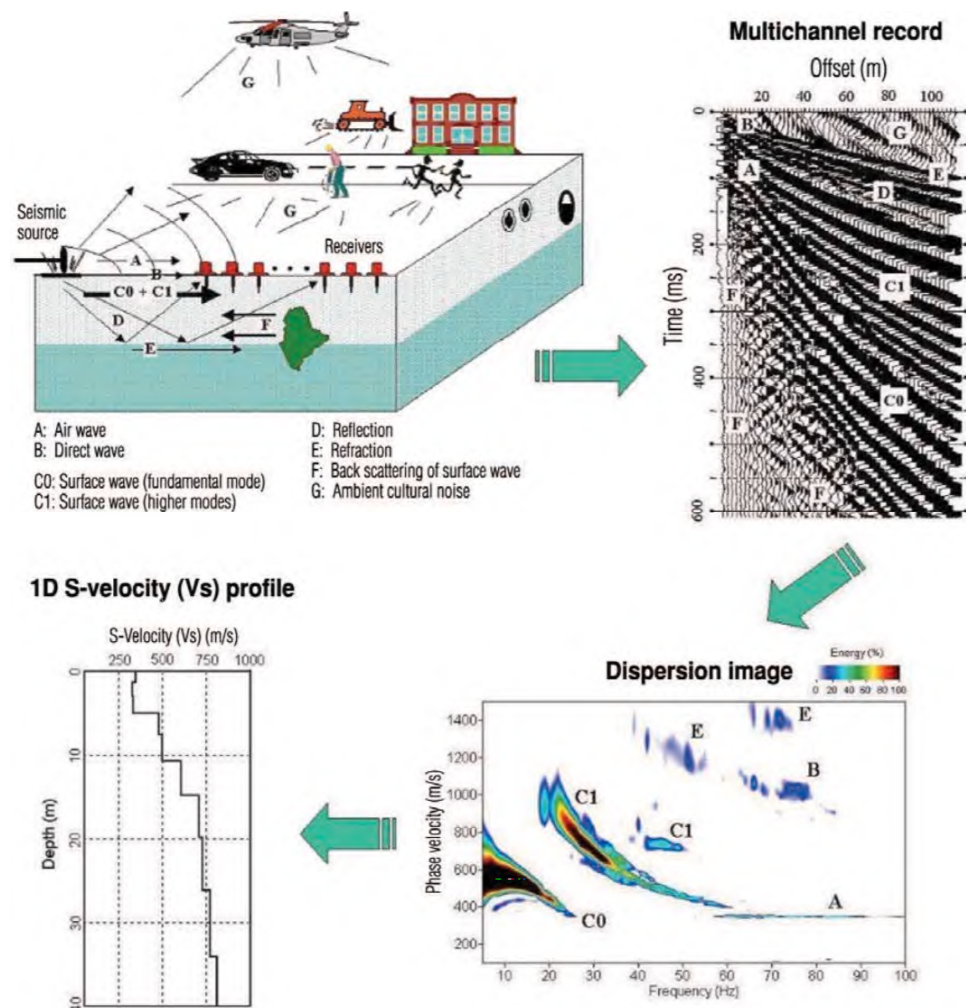 G
Seismic
source
A
B
C0 + C1
D
E
G
Receivers
F
A: Air wave
B: Direct wave
C0: Surface wave (fundamental mode)
C1: Surface wave (higher modes)
D: Reflection
E: Refraction
F: Back scattering of surface wave
G: Ambient cultural noise
Multichannel record
Offset (m)
20 40 60 80 100
0
200
400
600
Time (ms)
B
G
A
E
D
C1
F
C0
F
F
Dispersion image
Energy (%)
0 20 40 60 80 100
1400
1200
1000
800
600
400
200
Phase velocity (m/s)
E
E
B
C1
C1
C0
A
10 20 30 40 50 60 70 80 90 100
Frequency (Hz)
1D S-velocity (Vs) profile
S-Velocity (Vs) (m/s)
250 500 750 1000
0
10
20
30
40
Depth (m)